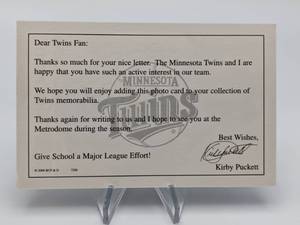 Dear Twins Fan:
Thanks so much for your nice letter. The Minnesota Twins and I are
happy that you have such an active interest in our team.
We hope you will enjoy adding this photo card to your collection of
Twins memorabilia.
Thanks again for writing to us and I hope to see you at the
Metrodome during the season.
Best Wishes,
Kirby Puckett
Give School a Major League Effort!
MINNESOTA
Twins